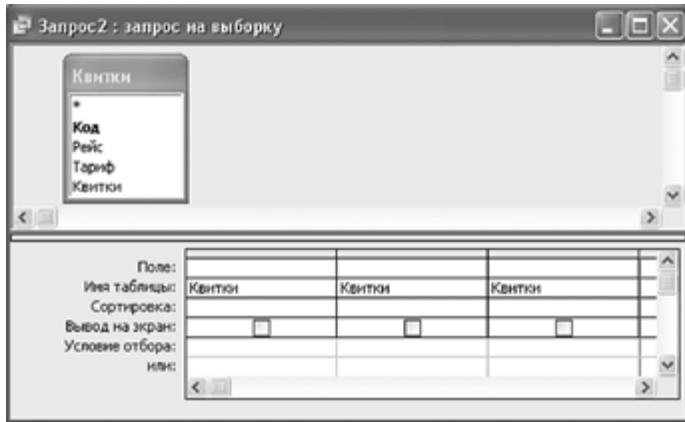 Запрос2 : запрос на выборку
Квитки
*
Код
Рейс
Тариф
Квитки
Поле:
Имя таблицы: Квитки Квитки Квитки
Сортировка:
Вывод на экран:
Условие отбора:
или: